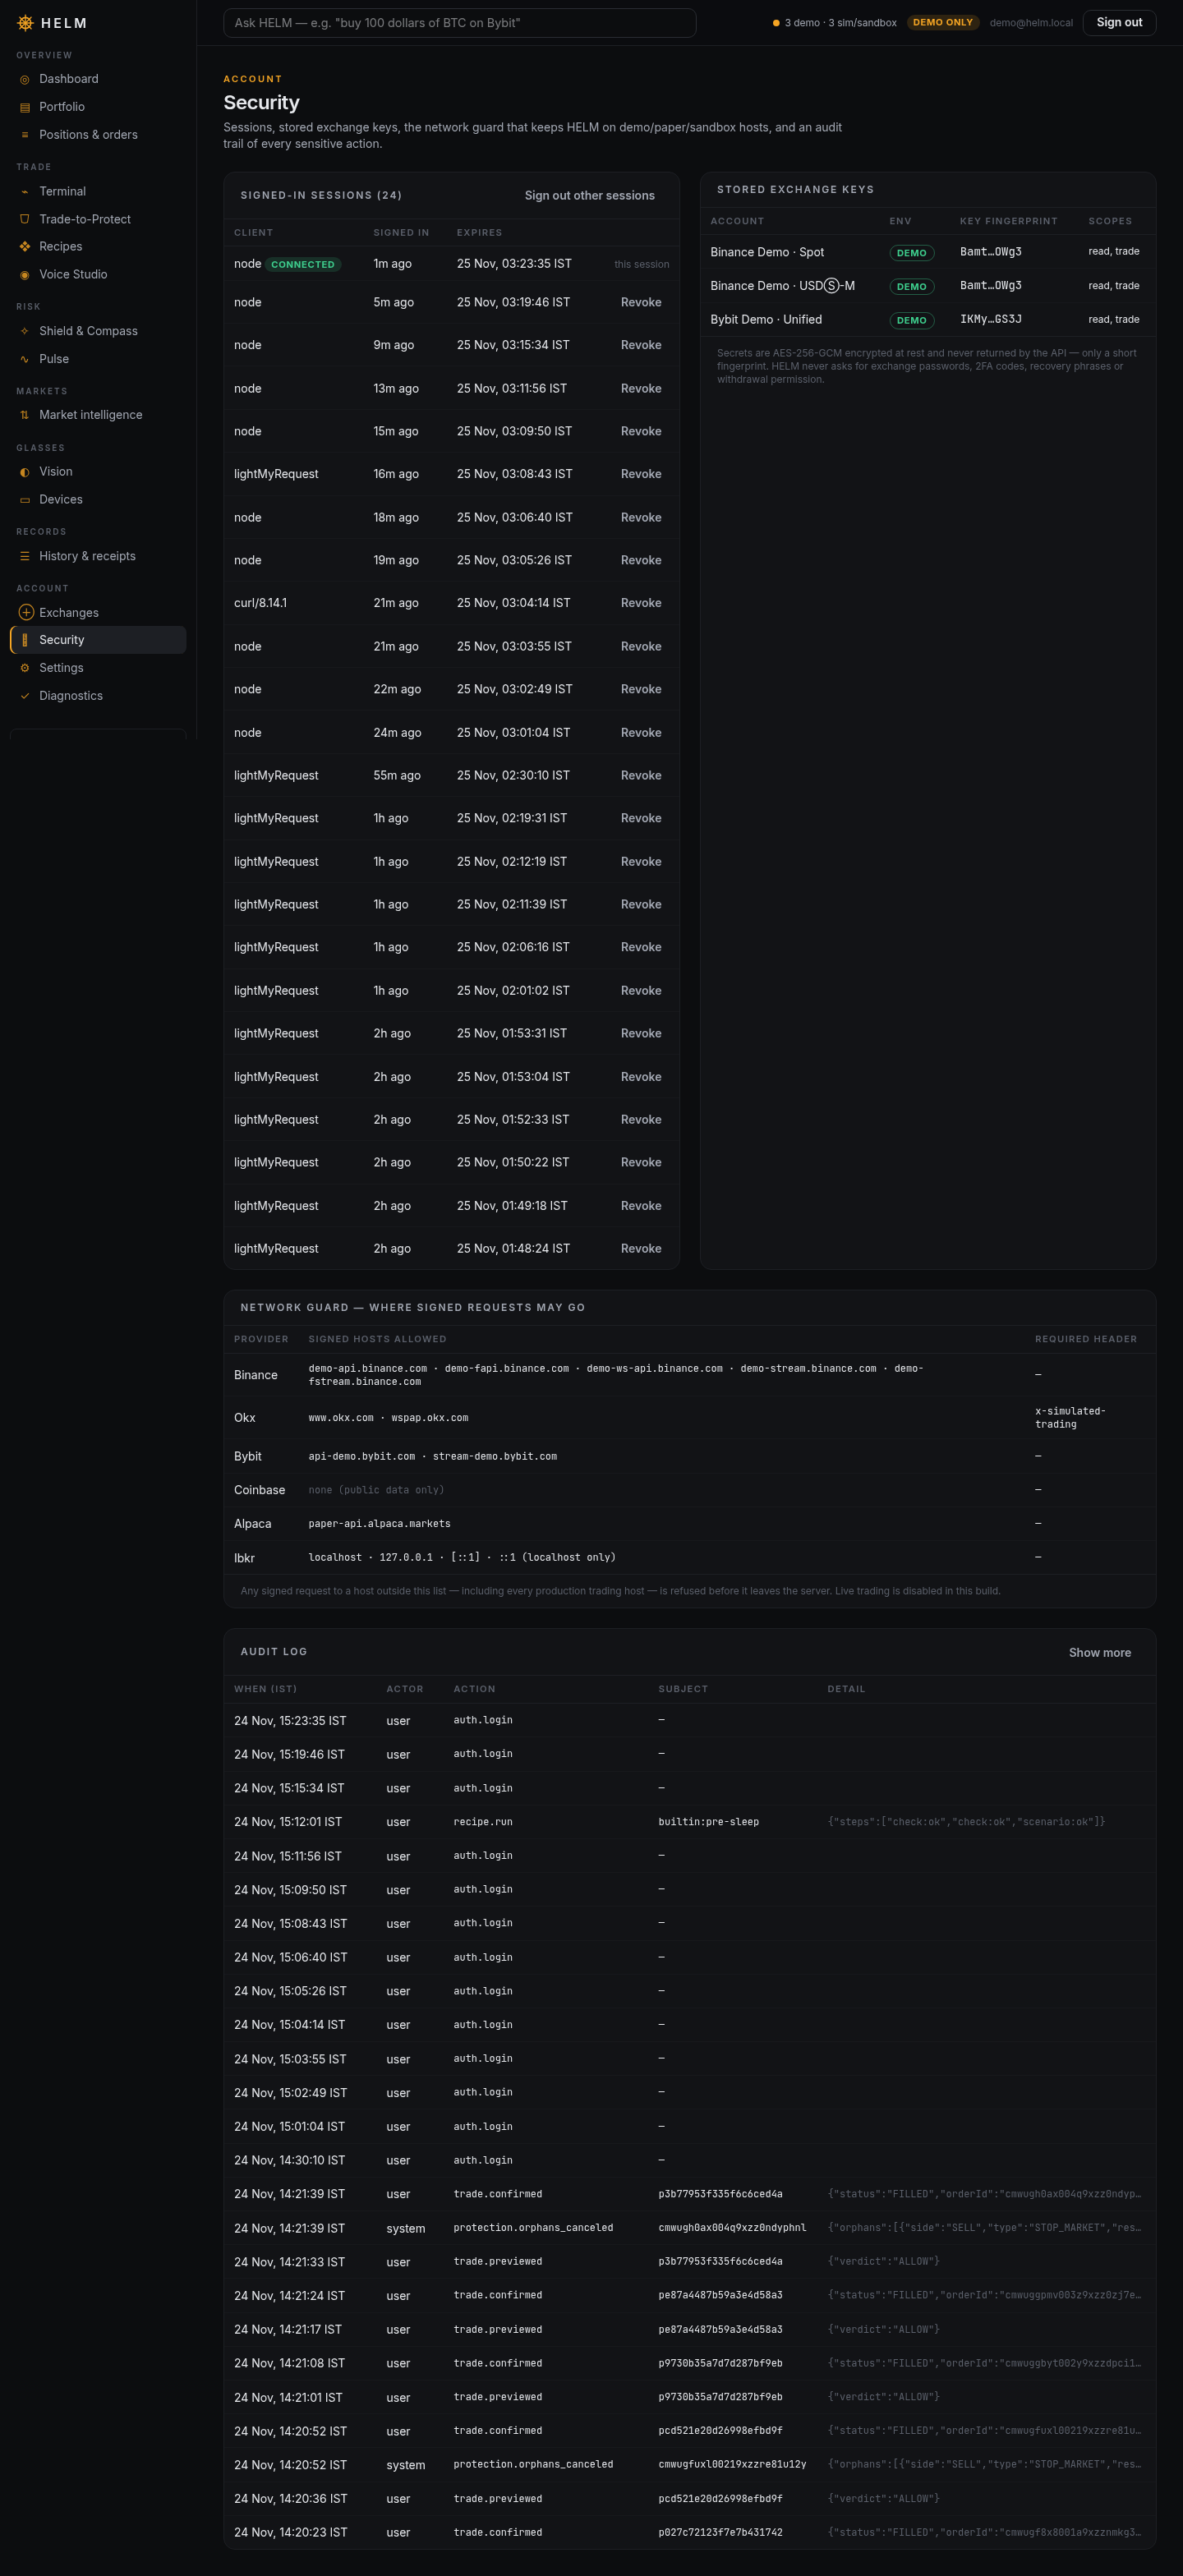 HELM
OVERVIEW
Dashboard
Portfolio
Positions & orders
TRADE
Terminal
Trade-to-Protect
Recipes
Voice Studio
RISK
Shield & Compass
Pulse
MARKETS
Market intelligence
GLASSES
Vision
Devices
RECORDS
History & receipts
ACCOUNT
Exchanges
Security
Settings
Diagnostics
Ask HELM — e.g. "buy 100 dollars of BTC on Bybit"
3 demo · 3 sim/sandbox DEMO ONLY demo@helm.local Sign out
ACCOUNT
Security
Sessions, stored exchange keys, the network guard that keeps HELM on demo/paper/sandbox hosts, and an audit
trail of every sensitive action.
SIGNED-IN SESSIONS (24) Sign out other sessions
CLIENT SIGNED IN EXPIRES
node CONNECTED 1m ago 25 Nov, 03:23:35 IST this session
node 5m ago 25 Nov, 03:19:46 IST Revoke
node 9m ago 25 Nov, 03:15:34 IST Revoke
node 13m ago 25 Nov, 03:11:56 IST Revoke
node 15m ago 25 Nov, 03:09:50 IST Revoke
lightMyRequest 16m ago 25 Nov, 03:08:43 IST Revoke
node 18m ago 25 Nov, 03:06:40 IST Revoke
node 19m ago 25 Nov, 03:05:26 IST Revoke
curl/8.14.1 21m ago 25 Nov, 03:04:14 IST Revoke
node 21m ago 25 Nov, 03:03:55 IST Revoke
node 22m ago 25 Nov, 03:02:49 IST Revoke
node 24m ago 25 Nov, 03:01:04 IST Revoke
lightMyRequest 55m ago 25 Nov, 02:30:10 IST Revoke
lightMyRequest 1h ago 25 Nov, 02:19:31 IST Revoke
lightMyRequest 1h ago 25 Nov, 02:12:19 IST Revoke
lightMyRequest 1h ago 25 Nov, 02:11:39 IST Revoke
lightMyRequest 1h ago 25 Nov, 02:06:16 IST Revoke
lightMyRequest 1h ago 25 Nov, 02:01:02 IST Revoke
lightMyRequest 2h ago 25 Nov, 01:53:31 IST Revoke
lightMyRequest 2h ago 25 Nov, 01:53:04 IST Revoke
lightMyRequest 2h ago 25 Nov, 01:52:33 IST Revoke
lightMyRequest 2h ago 25 Nov, 01:50:22 IST Revoke
lightMyRequest 2h ago 25 Nov, 01:49:18 IST Revoke
lightMyRequest 2h ago 25 Nov, 01:48:24 IST Revoke
STORED EXCHANGE KEYS
ACCOUNT ENV KEY FINGERPRINT SCOPES
Binance Demo · Spot DEMO Bamt…OWg3 read, trade
Binance Demo · USDⓈ-M DEMO Bamt…OWg3 read, trade
Bybit Demo · Unified DEMO IKMy…GS3J read, trade
Secrets are AES-256-GCM encrypted at rest and never returned by the API — only a short
fingerprint. HELM never asks for exchange passwords, 2FA codes, recovery phrases or
withdrawal permission.
NETWORK GUARD — WHERE SIGNED REQUESTS MAY GO
PROVIDER SIGNED HOSTS ALLOWED REQUIRED HEADER
Binance demo-api.binance.com · demo-fapi.binance.com · demo-ws-api.binance.com · demo-stream.binance.com · demo- —
fstream.binance.com
Okx www.okx.com · wspap.okx.com x-simulated-
trading
Bybit api-demo.bybit.com · stream-demo.bybit.com —
Coinbase none (public data only) —
Alpaca paper-api.alpaca.markets —
Ibkr localhost · 127.0.0.1 · [::1] · ::1 (localhost only) —
Any signed request to a host outside this list — including every production trading host — is refused before it leaves the server. Live trading is disabled in this build.
AUDIT LOG Show more
WHEN (IST) ACTOR ACTION SUBJECT DETAIL
24 Nov, 15:23:35 IST user auth.login —
24 Nov, 15:19:46 IST user auth.login —
24 Nov, 15:15:34 IST user auth.login —
24 Nov, 15:12:01 IST user recipe.run builtin:pre-sleep {"steps":["check:ok","check:ok","scenario:ok"]}
24 Nov, 15:11:56 IST user auth.login —
24 Nov, 15:09:50 IST user auth.login —
24 Nov, 15:08:43 IST user auth.login —
24 Nov, 15:06:40 IST user auth.login —
24 Nov, 15:05:26 IST user auth.login —
24 Nov, 15:04:14 IST user auth.login —
24 Nov, 15:03:55 IST user auth.login —
24 Nov, 15:02:49 IST user auth.login —
24 Nov, 15:01:04 IST user auth.login —
24 Nov, 14:30:10 IST user auth.login —
24 Nov, 14:21:39 IST user trade.confirmed p3b77953f335f6c6ced4a {"status":"FILLED","orderId":"cmwugh0ax004q9xzz0ndyp…
24 Nov, 14:21:39 IST system protection.orphans_canceled cmwugh0ax004q9xzz0ndyphnl {"orphans":[{"side":"SELL","type":"STOP_MARKET","res…
24 Nov, 14:21:33 IST user trade.previewed p3b77953f335f6c6ced4a {"verdict":"ALLOW"}
24 Nov, 14:21:24 IST user trade.confirmed pe87a4487b59a3e4d58a3 {"status":"FILLED","orderId":"cmwuggpmv003z9xzz0zj7e…
24 Nov, 14:21:17 IST user trade.previewed pe87a4487b59a3e4d58a3 {"verdict":"ALLOW"}
24 Nov, 14:21:08 IST user trade.confirmed p9730b35a7d7d287bf9eb {"status":"FILLED","orderId":"cmwuggbyt002y9xzzdpci1…
24 Nov, 14:21:01 IST user trade.previewed p9730b35a7d7d287bf9eb {"verdict":"ALLOW"}
24 Nov, 14:20:52 IST user trade.confirmed pcd521e20d26998efbd9f {"status":"FILLED","orderId":"cmwugfuxl00219xzzre81u…
24 Nov, 14:20:52 IST system protection.orphans_canceled cmwugfuxl00219xzzre81u12y {"orphans":[{"side":"SELL","type":"STOP_MARKET","res…
24 Nov, 14:20:36 IST user trade.previewed pcd521e20d26998efbd9f {"verdict":"ALLOW"}
24 Nov, 14:20:23 IST user trade.confirmed p027c72123f7e7b431742 {"status":"FILLED","orderId":"cmwugf8x8001a9xzznmkg3…